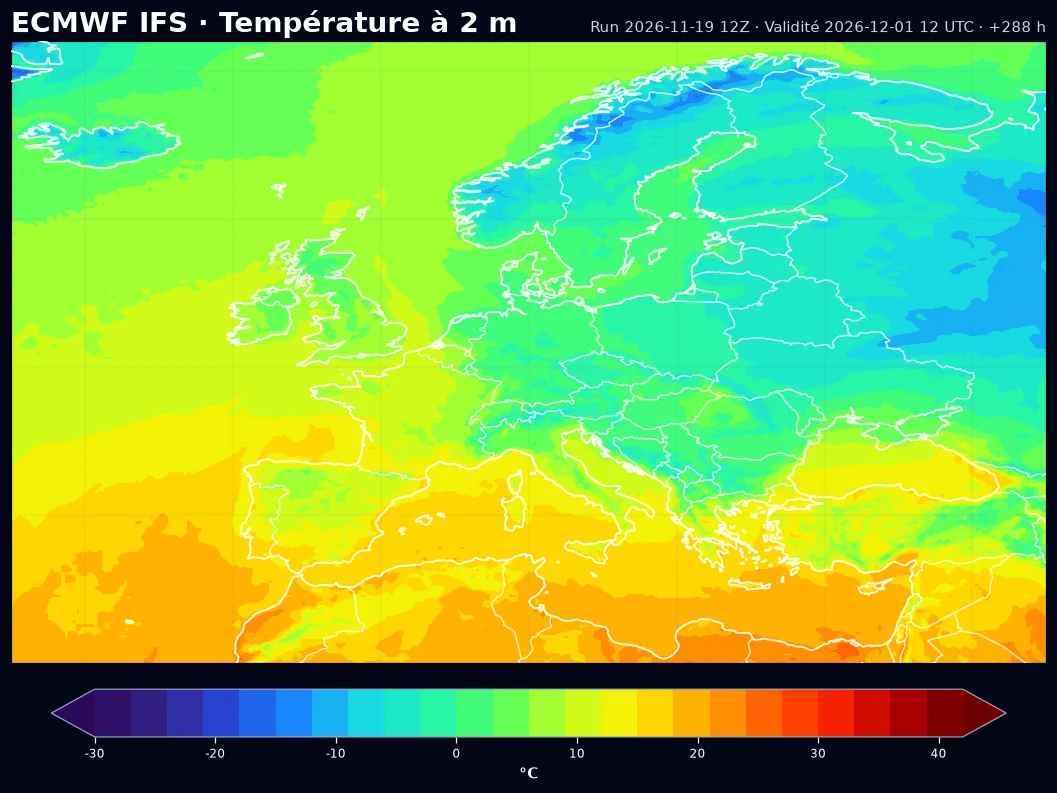 ECMWF IFS · Température à 2 m
Run 2026-11-19 12Z · Validité 2026-12-01 12 UTC · +288 h
-30 -20 -10 0 10 20 30 40
°C